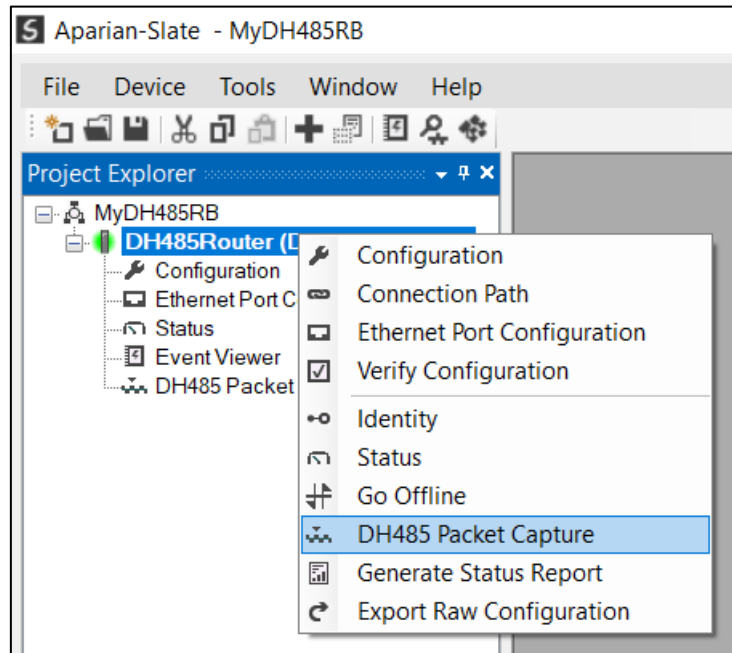 Aparian-Slate - MyDH485RB
File Device Tools Window Help
Project Explorer
MyDH485RB
DH485Router (D
Configuration
Ethernet Port C
Status
Event Viewer
DH485 Packet
Configuration
Connection Path
Ethernet Port Configuration
Verify Configuration
Identity
Status
Go Offline
DH485 Packet Capture
Generate Status Report
Export Raw Configuration